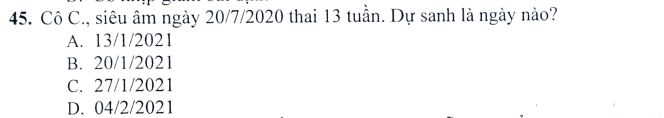 45. Cô C., siêu âm ngày 20/7/2020 thai 13 tuần. Dự sanh là ngày nào?
A. 13/1/2021
B. 20/1/2021
C. 27/1/2021
D. 04/2/2021